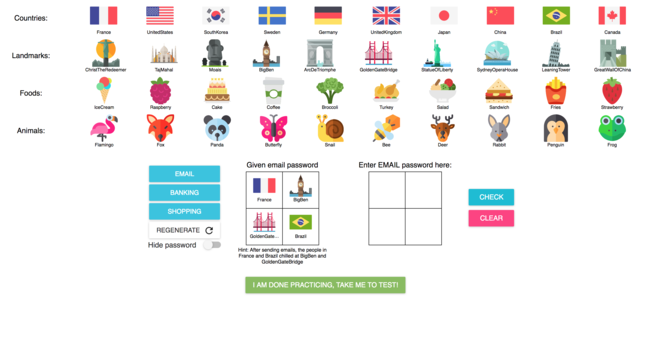 Countries:
France UnitedStates SouthKorea Sweden Germany UnitedKingdom Japan China Brazil Canada
Landmarks:
ChristTheRedeemer TajMahal Moais BigBen ArcDeTriomphe GoldenGateBridge StatueOfLiberty SydneyOperaHouse LeaningTower GreatWallOfChina
Foods:
IceCream Raspberry Cake Coffee Broccoli Turkey Salad Sandwich Fries Strawberry
Animals:
Flamingo Fox Panda Butterfly Snail Bee Deer Rabbit Penguin Frog
EMAIL
BANKING
SHOPPING
REGENERATE
Hide password
Given email password
France BigBen
GoldenGate... Brazil
Hint: After sending emails, the people in
France and Brazil chilled at BigBen and
GoldenGateBridge
Enter EMAIL password here:
CHECK
CLEAR
I AM DONE PRACTICING, TAKE ME TO TEST!